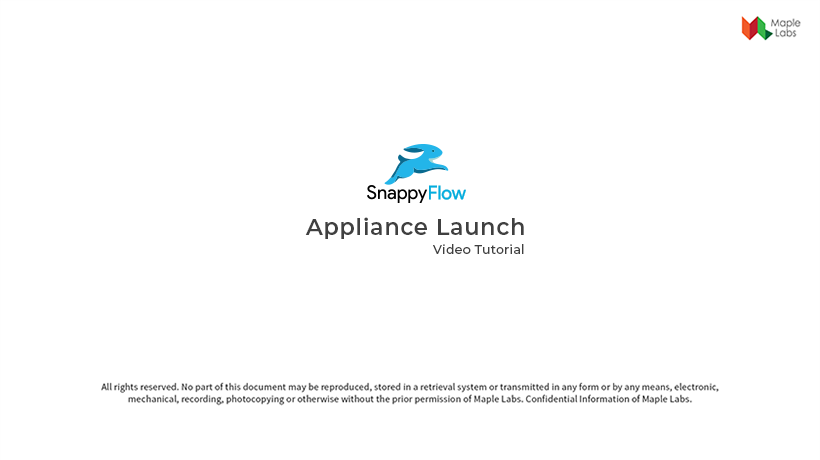 Maple
Labs
SnappyFlow
Appliance Launch
Video Tutorial
All rights reserved. No part of this document may be reproduced, stored in a retrieval system or transmitted in any form or by any means, electronic,
mechanical, recording, photocopying or otherwise without the prior permission of Maple Labs. Confidential Information of Maple Labs.